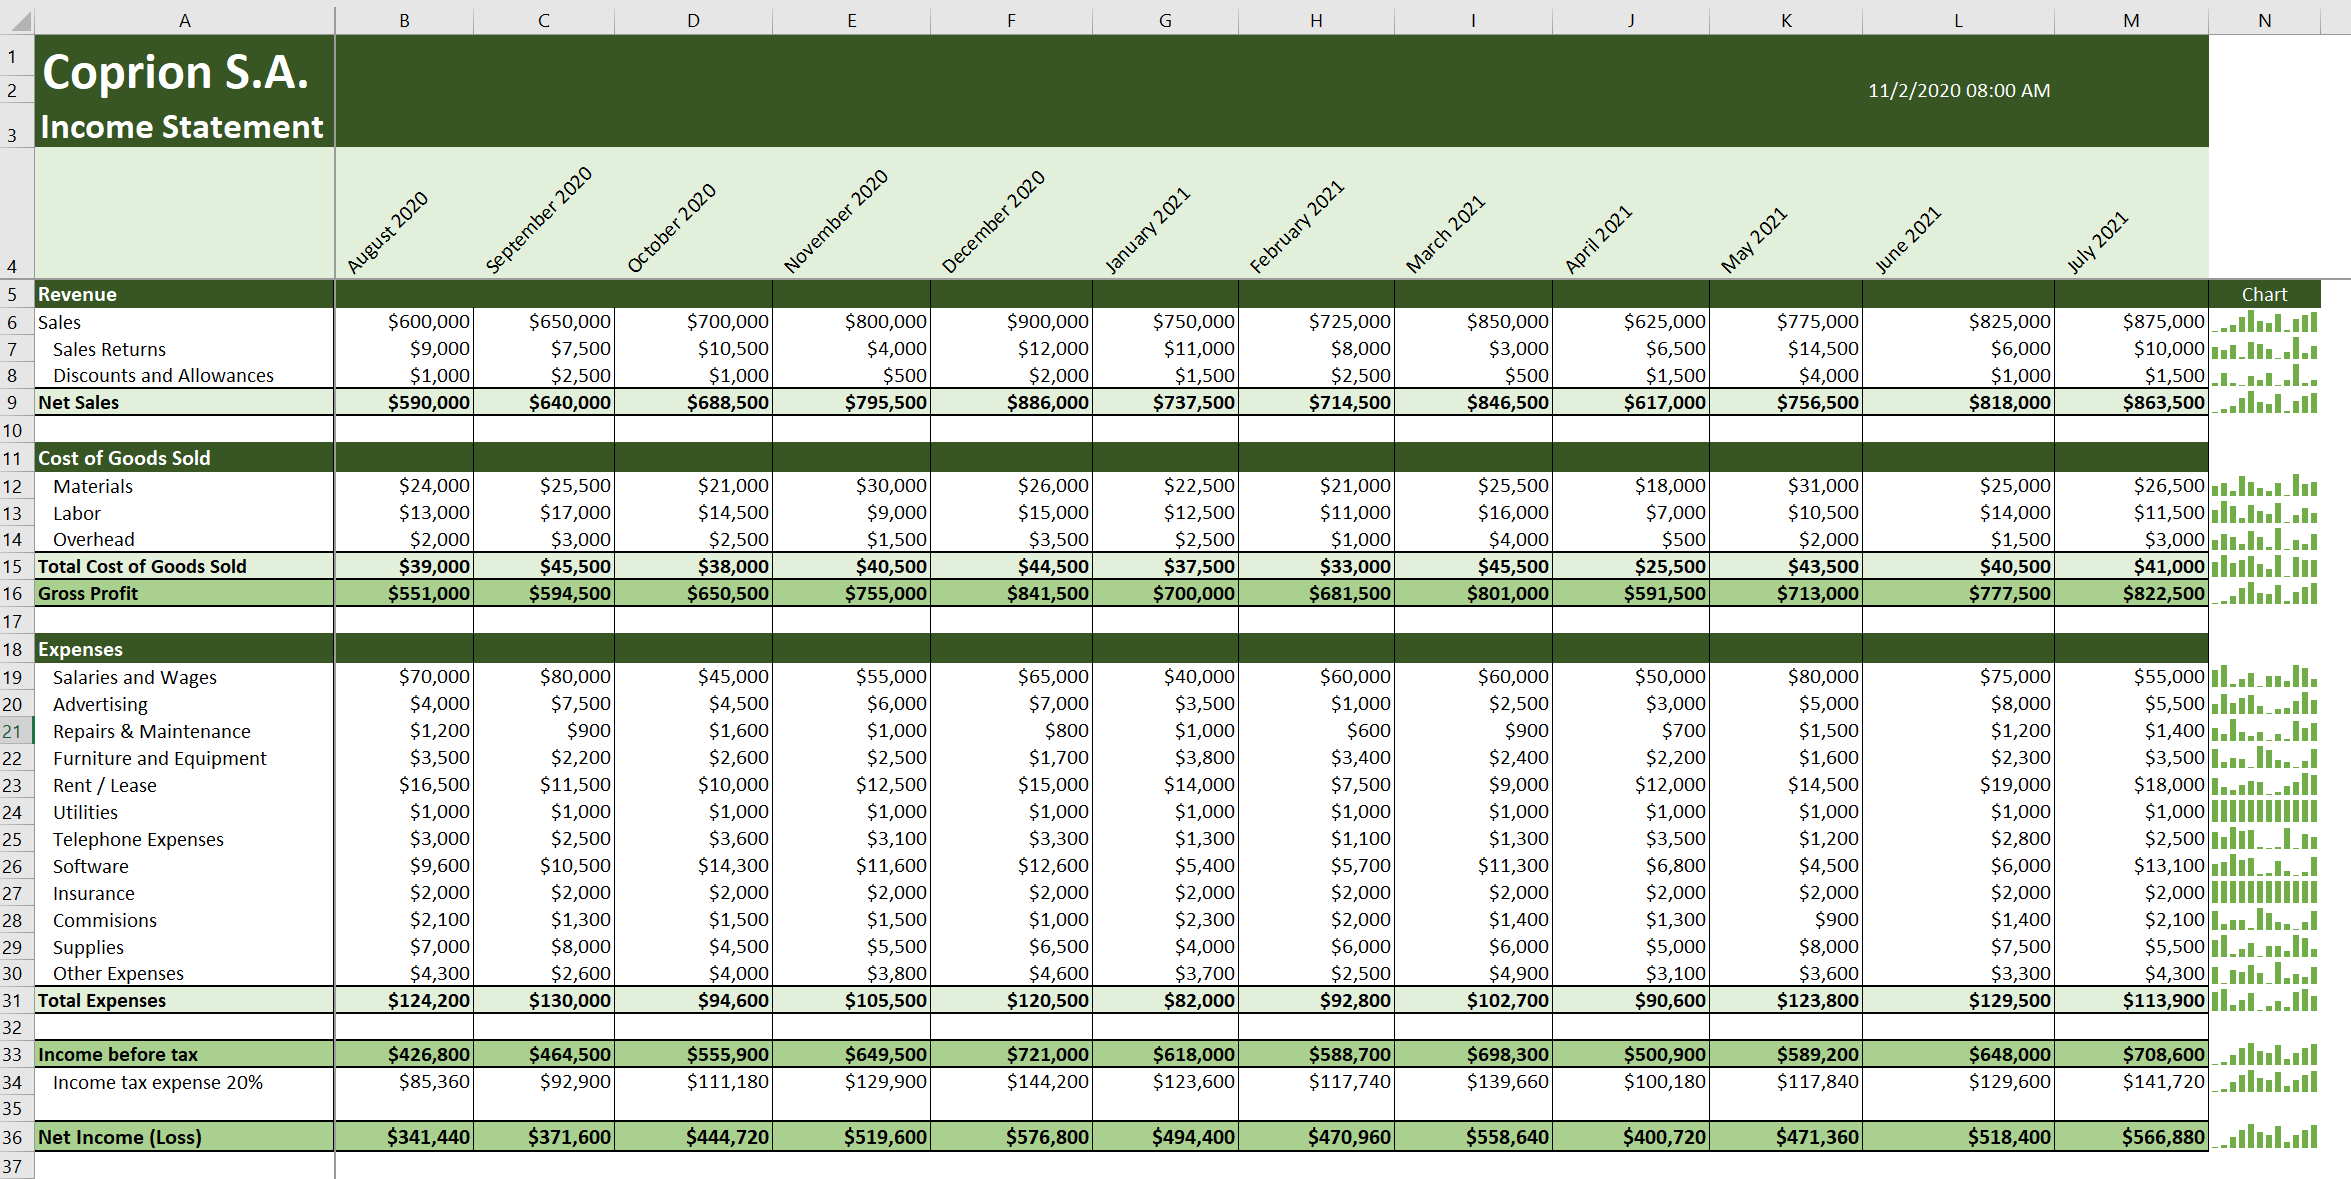 A B C D E F G H I J K L M N
1 Coprion S.A.
2 11/2/2020 08:00 AM
3 Income Statement
4 August 2020 September 2020 October 2020 November 2020 December 2020 January 2021 February 2021 March 2021 April 2021 May 2021 June 2021 July 2021
5 Revenue Chart
6 Sales $600,000 $650,000 $700,000 $800,000 $900,000 $750,000 $725,000 $850,000 $625,000 $775,000 $825,000 $875,000
7 Sales Returns $9,000 $7,500 $10,500 $4,000 $12,000 $11,000 $8,000 $3,000 $6,500 $14,500 $6,000 $10,000
8 Discounts and Allowances $1,000 $2,500 $1,000 $500 $2,000 $1,500 $2,500 $500 $1,500 $4,000 $1,000 $1,500
9 Net Sales $590,000 $640,000 $688,500 $795,500 $886,000 $737,500 $714,500 $846,500 $617,000 $756,500 $818,000 $863,500
10
11 Cost of Goods Sold
12 Materials $24,000 $25,500 $21,000 $30,000 $26,000 $22,500 $21,000 $25,500 $18,000 $31,000 $25,000 $26,500
13 Labor $13,000 $17,000 $14,500 $9,000 $15,000 $12,500 $11,000 $16,000 $7,000 $10,500 $14,000 $11,500
14 Overhead $2,000 $3,000 $2,500 $1,500 $3,500 $2,500 $1,000 $4,000 $500 $2,000 $1,500 $3,000
15 Total Cost of Goods Sold $39,000 $45,500 $38,000 $40,500 $44,500 $37,500 $33,000 $45,500 $25,500 $43,500 $40,500 $41,000
16 Gross Profit $551,000 $594,500 $650,500 $755,000 $841,500 $700,000 $681,500 $801,000 $591,500 $713,000 $777,500 $822,500
17
18 Expenses
19 Salaries and Wages $70,000 $80,000 $45,000 $55,000 $65,000 $40,000 $60,000 $60,000 $50,000 $80,000 $75,000 $55,000
20 Advertising $4,000 $7,500 $4,500 $6,000 $7,000 $3,500 $1,000 $2,500 $3,000 $5,000 $8,000 $5,500
21 Repairs & Maintenance $1,200 $900 $1,600 $1,000 $800 $1,000 $600 $900 $700 $1,500 $1,200 $1,400
22 Furniture and Equipment $3,500 $2,200 $2,600 $2,500 $1,700 $3,800 $3,400 $2,400 $2,200 $1,600 $2,300 $3,500
23 Rent / Lease $16,500 $11,500 $10,000 $12,500 $15,000 $14,000 $7,500 $9,000 $12,000 $14,500 $19,000 $18,000
24 Utilities $1,000 $1,000 $1,000 $1,000 $1,000 $1,000 $1,000 $1,000 $1,000 $1,000 $1,000 $1,000
25 Telephone Expenses $3,000 $2,500 $3,600 $3,100 $3,300 $1,300 $1,100 $1,300 $3,500 $1,200 $2,800 $2,500
26 Software $9,600 $10,500 $14,300 $11,600 $12,600 $5,400 $5,700 $11,300 $6,800 $4,500 $6,000 $13,100
27 Insurance $2,000 $2,000 $2,000 $2,000 $2,000 $2,000 $2,000 $2,000 $2,000 $2,000 $2,000 $2,000
28 Commisions $2,100 $1,300 $1,500 $1,500 $1,000 $2,300 $2,000 $1,400 $1,300 $900 $1,400 $2,100
29 Supplies $7,000 $8,000 $4,500 $5,500 $6,500 $4,000 $6,000 $6,000 $5,000 $8,000 $7,500 $5,500
30 Other Expenses $4,300 $2,600 $4,000 $3,800 $4,600 $3,700 $2,500 $4,900 $3,100 $3,600 $3,300 $4,300
31 Total Expenses $124,200 $130,000 $94,600 $105,500 $120,500 $82,000 $92,800 $102,700 $90,600 $123,800 $129,500 $113,900
32
33 Income before tax $426,800 $464,500 $555,900 $649,500 $721,000 $618,000 $588,700 $698,300 $500,900 $589,200 $648,000 $708,600
34 Income tax expense 20% $85,360 $92,900 $111,180 $129,900 $144,200 $123,600 $117,740 $139,660 $100,180 $117,840 $129,600 $141,720
35
36 Net Income (Loss) $341,440 $371,600 $444,720 $519,600 $576,800 $494,400 $470,960 $558,640 $400,720 $471,360 $518,400 $566,880
37